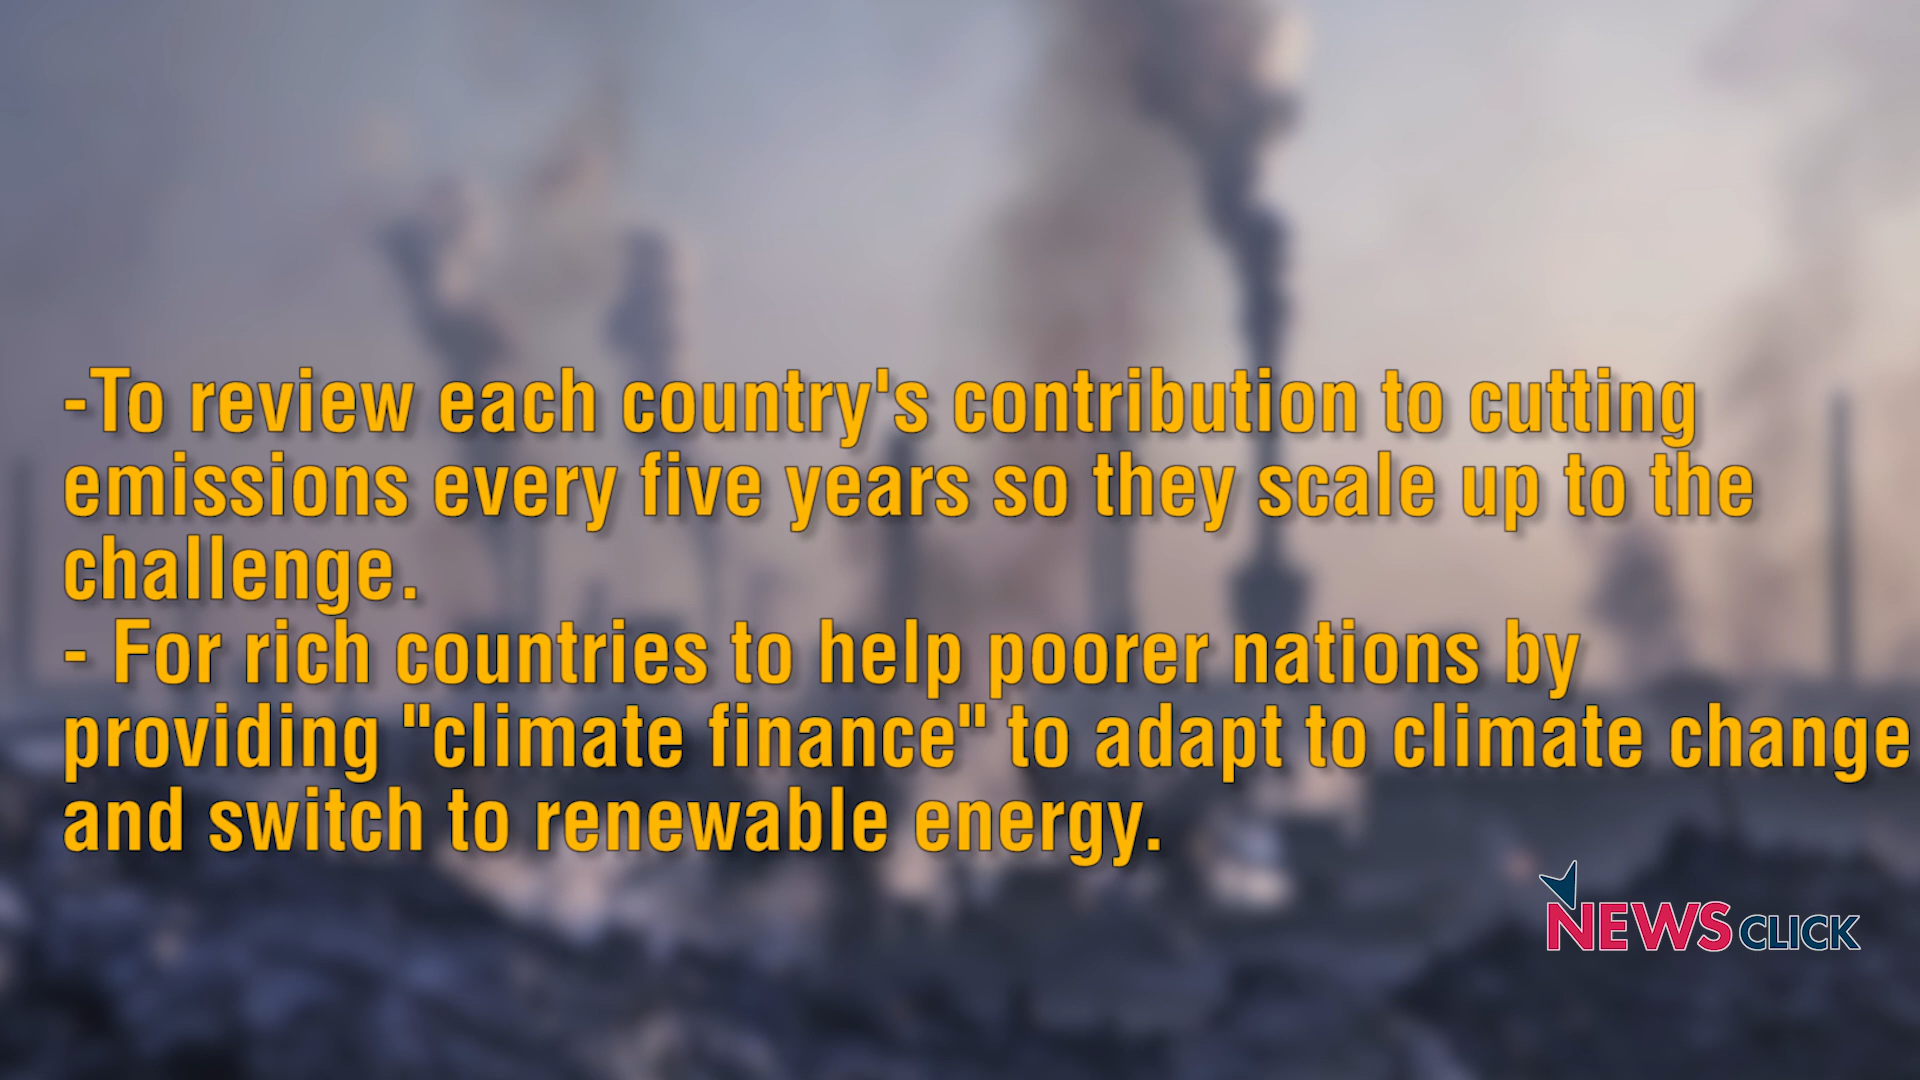 -To review each country's contribution to cutting
emissions every five years so they scale up to the
challenge.
- For rich countries to help poorer nations by
providing "climate finance" to adapt to climate change
and switch to renewable energy.
NEWSCLICK